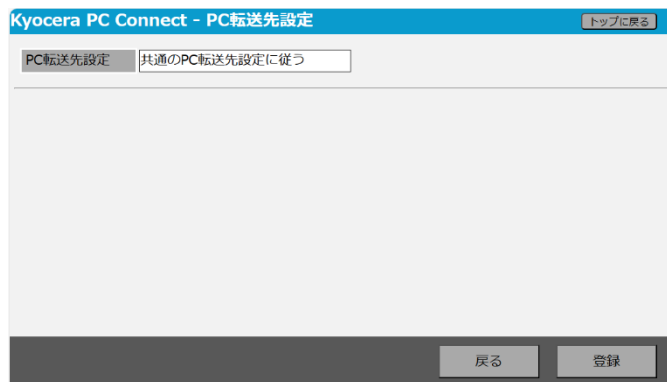 Kyocera PC Connect - PC転送先設定
トップに戻る
PC転送先設定
共通のPC転送先設定に従う
戻る
登録